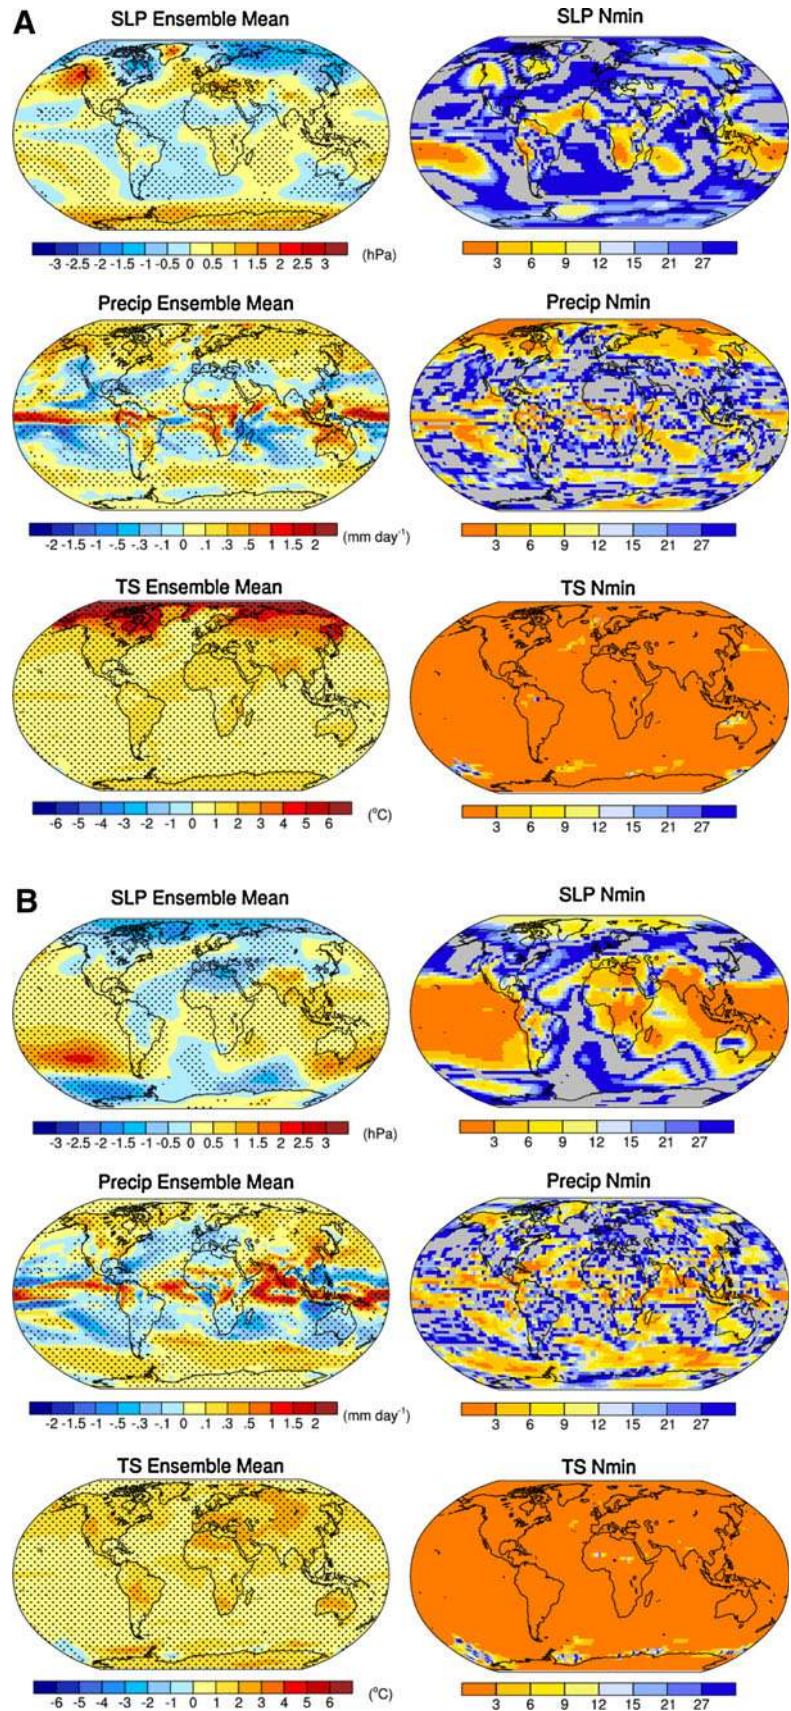 A
SLP Ensemble Mean
SLP Nmin
-3 -2.5 -2 -1.5 -1 -0.5 0 0.5 1 1.5 2 2.5 3 (hPa)
3 6 9 12 15 21 27
Precip Ensemble Mean
Precip Nmin
-2 -1.5 -1 -.5 -.3 -.1 0 .1 .3 .5 1 1.5 2 (mm day⁻¹)
3 6 9 12 15 21 27
TS Ensemble Mean
TS Nmin
-6 -5 -4 -3 -2 -1 0 1 2 3 4 5 6 (°C)
3 6 9 12 15 21 27
B
SLP Ensemble Mean
SLP Nmin
-3 -2.5 -2 -1.5 -1 -0.5 0 0.5 1 1.5 2 2.5 3 (hPa)
3 6 9 12 15 21 27
Precip Ensemble Mean
Precip Nmin
-2 -1.5 -1 -.5 -.3 -.1 0 .1 .3 .5 1 1.5 2 (mm day⁻¹)
3 6 9 12 15 21 27
TS Ensemble Mean
TS Nmin
-6 -5 -4 -3 -2 -1 0 1 2 3 4 5 6 (°C)
3 6 9 12 15 21 27